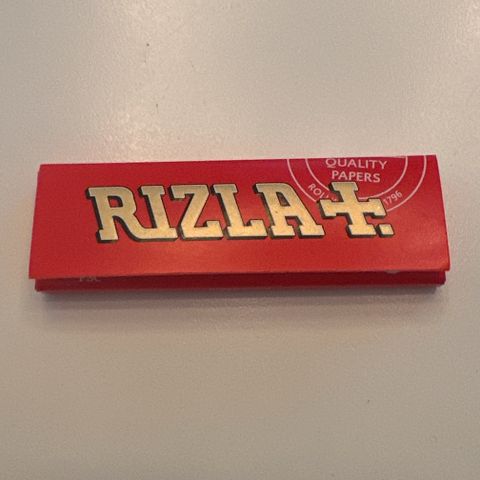 QUALITY
PAPERS
1796
RIZLA+.